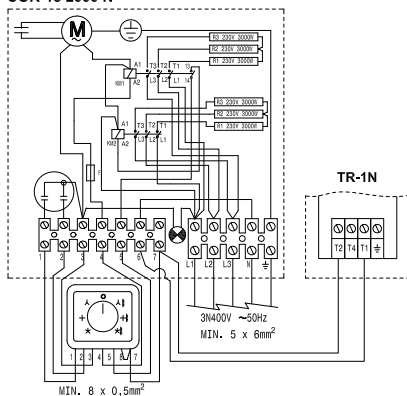 M
R3 230V 3000W
R2 230V 3000W
R1 230V 3000W
A1 T3 T2 T1 13
KM1 A2 L3 L2 L1 14
R3 230V 3000W
R2 230V 3000W
R1 230V 3000W
A1 T3 T2 T1
KM2 A2 L3 L2 L1
F
TR-1N
1 2 3 4 5 6 7 L1 L2 L3 N
T2 T4 T1
3N400V ~50Hz
MIN. 5 x 6mm²
1 2 3 4 5 6 7
MIN. 8 x 0,5mm²